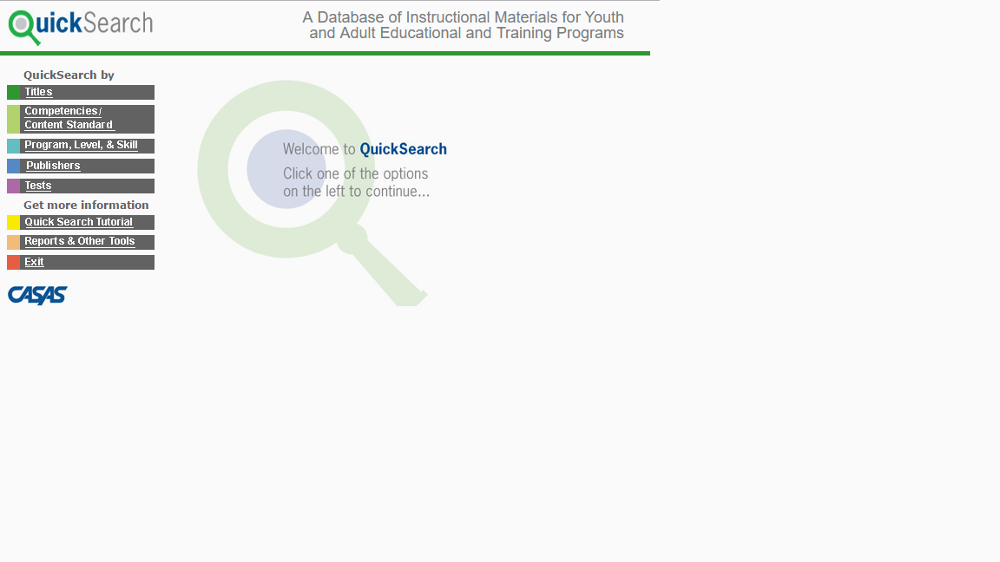 QuickSearch
A Database of Instructional Materials for Youth
and Adult Educational and Training Programs
QuickSearch by
Titles
Competencies/
Content Standard
Program, Level, & Skill
Publishers
Tests
Get more information
Quick Search Tutorial
Reports & Other Tools
Exit
CASAS
Welcome to QuickSearch
Click one of the options
on the left to continue...